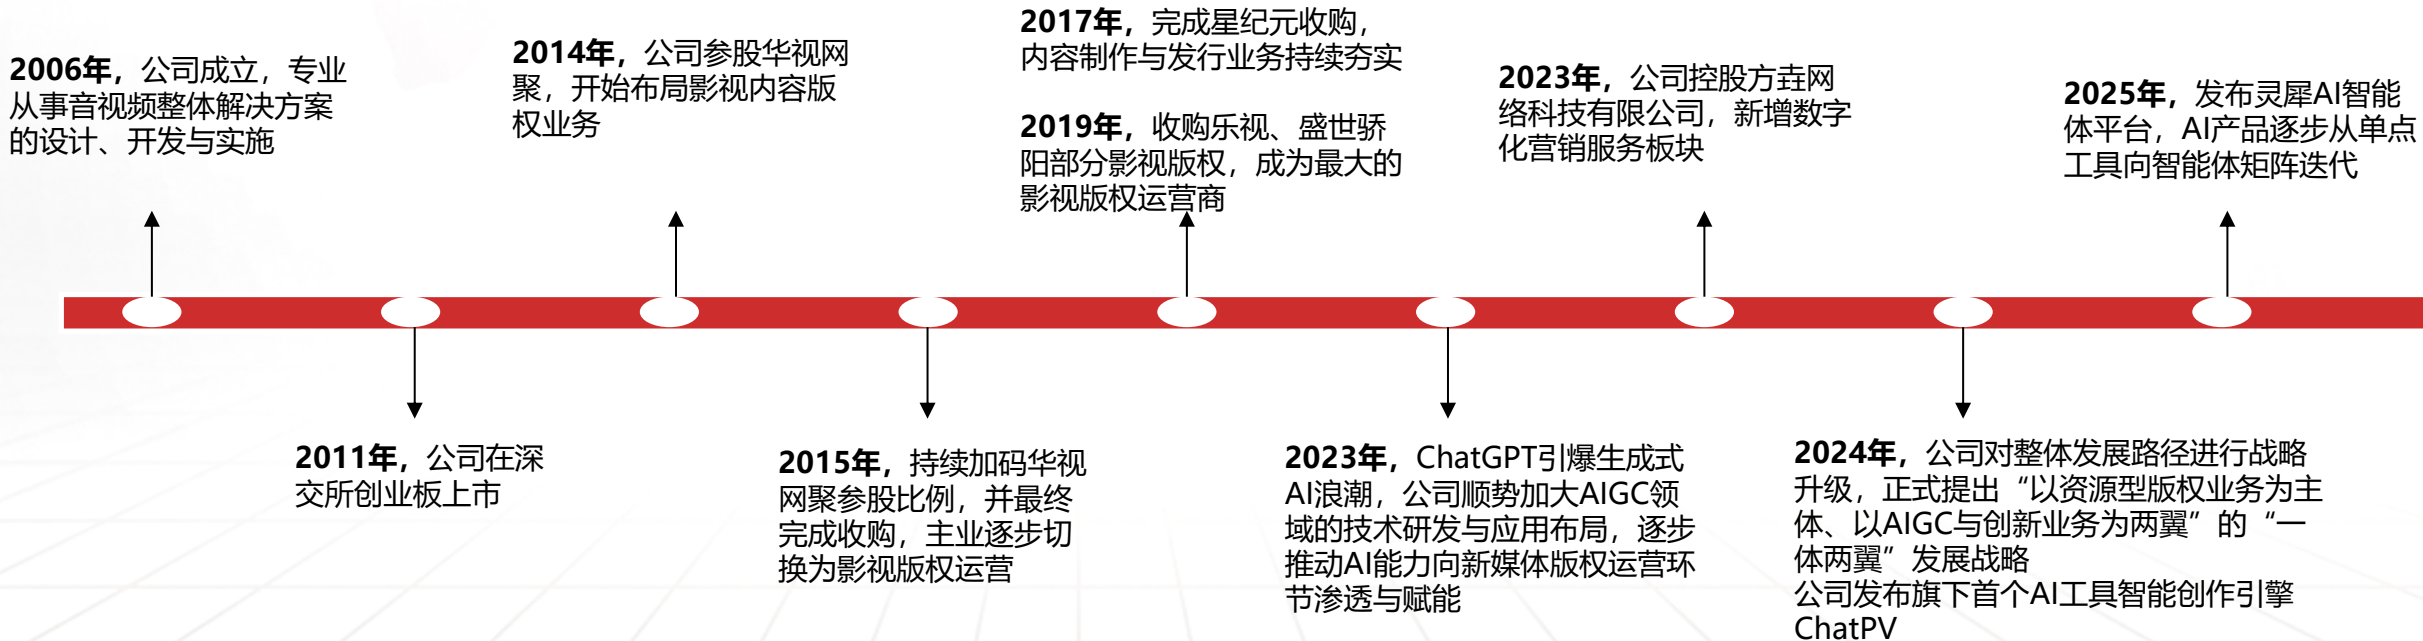 2006年，公司成立，专业
从事音视频整体解决方案
的设计、开发与实施
2011年，公司在深
交所创业板上市
2014年，公司参股华视网
聚，开始布局影视内容版
权业务
2015年，持续加码华视
网聚参股比例，并最终
完成收购，主业逐步切
换为影视版权运营
2017年，完成星纪元收购，
内容制作与发行业务持续夯实
2019年，收购乐视、盛世骄
阳部分影视版权，成为最大的
影视版权运营商
2023年，ChatGPT引爆生成式
AI浪潮，公司顺势加大AIGC领
域的技术研发与应用布局，逐步
推动AI能力向新媒体版权运营环
节渗透与赋能
2023年，公司控股方垚网
络科技有限公司，新增数字
化营销服务板块
2024年，公司对整体发展路径进行战略
升级，正式提出“以资源型版权业务为主
体、以AIGC与创新业务为两翼”的“一
体两翼”发展战略
公司发布旗下首个AI工具智能创作引擎
ChatPV
2025年，发布灵犀AI智能
体平台，AI产品逐步从单点
工具向智能体矩阵迭代